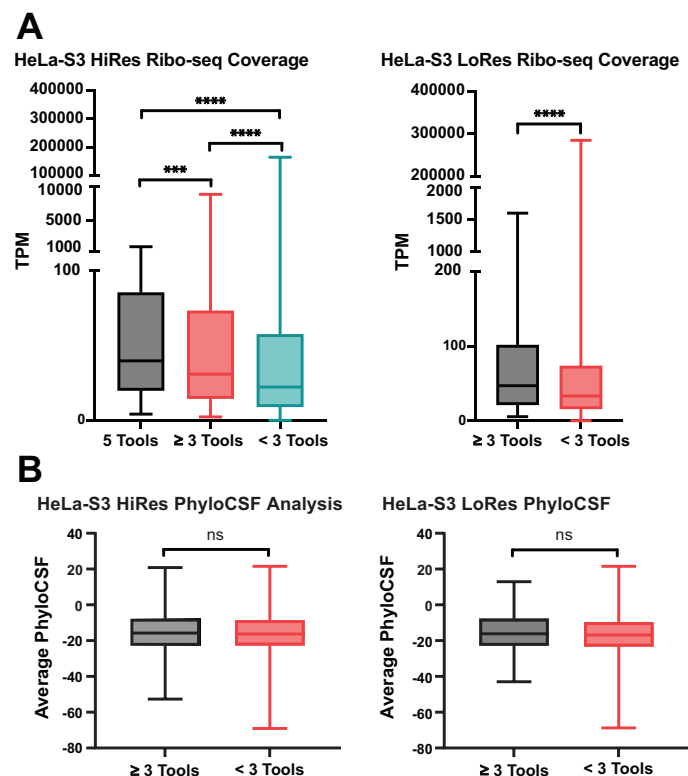 A
HeLa-S3 HiRes Ribo-seq Coverage
TPM
400000
300000
200000
100000
10000
5000
1000
100
0
****
****
***
5 Tools
≥ 3 Tools
< 3 Tools
HeLa-S3 LoRes Ribo-seq Coverage
TPM
400000
300000
200000
2000
1500
1000
200
100
0
****
≥ 3 Tools
< 3 Tools
B
HeLa-S3 HiRes PhyloCSF Analysis
Average PhyloCSF
40
20
0
-20
-40
-60
-80
ns
≥ 3 Tools
< 3 Tools
HeLa-S3 LoRes PhyloCSF
Average PhyloCSF
40
20
0
-20
-40
-60
-80
ns
≥ 3 Tools
< 3 Tools